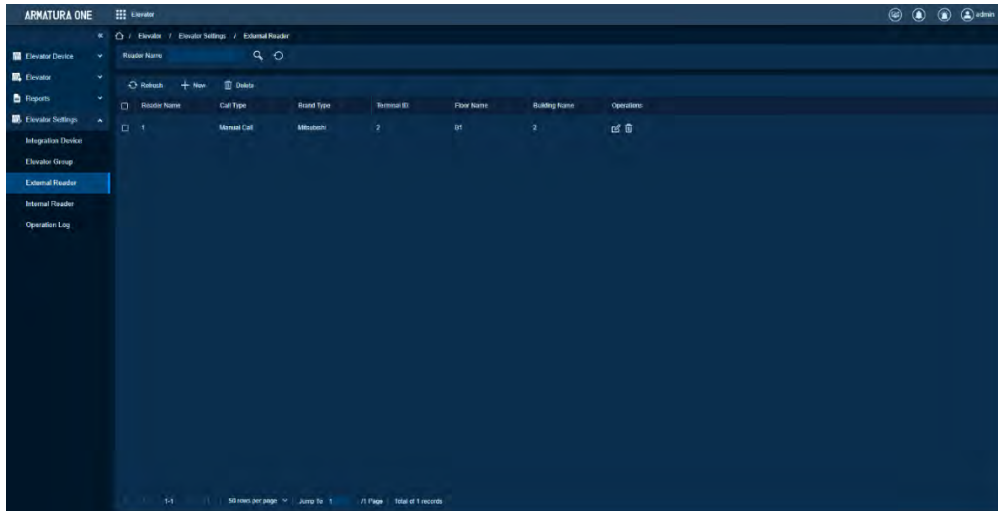 ARMATURA ONE Elevator admin
Elevator / Elevator Settings / External Reader
Elevator Device
Reader Name
Elevator
Refresh New Delete
Reports
Reader Name Call Type Brand Type Terminal ID Floor Name Building Name Operations
Elevator Settings
1 Manual Call Mitsubishi 2 B1 2
Integration Device
Elevator Group
External Reader
Internal Reader
Operation Log
1-1 50 rows per page Jump To 1 /1 Page Total of 1 records